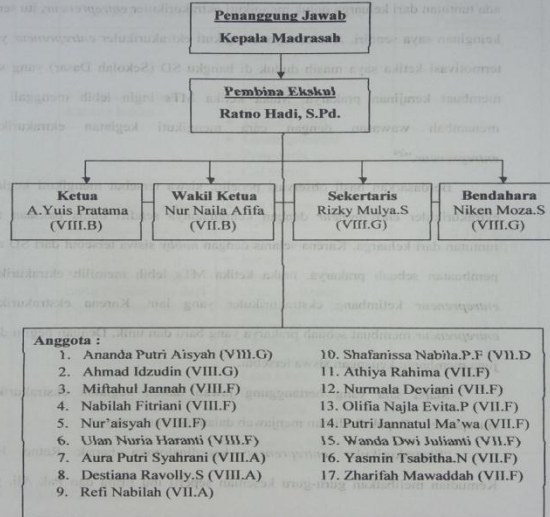 Penanggung Jawab
Kepala Madrasah
Pembina Ekskul
Ratno Hadi, S.Pd.
Ketua
A.Yuis Pratama
(VIII.B)
Wakil Ketua
Nur Naila Afifa
(VII.B)
Sekertaris
Rizky Mulya.S
(VIII.G)
Bendahara
Niken Moza.S
(VIII.G)
Anggota :
1. Ananda Putri Aisyah (VIII.G)
2. Ahmad Idzudin (VIII.G)
3. Miftahul Jannah (VIII.F)
4. Nabilah Fitriani (VIII.F)
5. Nur'aisyah (VIII.F)
6. Ulan Nuria Haranti (VIII.F)
7. Aura Putri Syahrani (VIII.A)
8. Destiana Ravolly.S (VIII.A)
9. Refi Nabilah (VII.A)
10. Shafanissa Nabila.P.F (VII.D
11. Athiya Rahima (VII.F)
12. Nurmala Deviani (VII.F)
13. Olifia Najla Evita.P (VII.F)
14. Putri Jannatul Ma'wa (VII.F)
15. Wanda Dwi Julianti (VII.F)
16. Yasmin Tsabitha.N (VII.F)
17. Zharifah Mawaddah (VII.F)